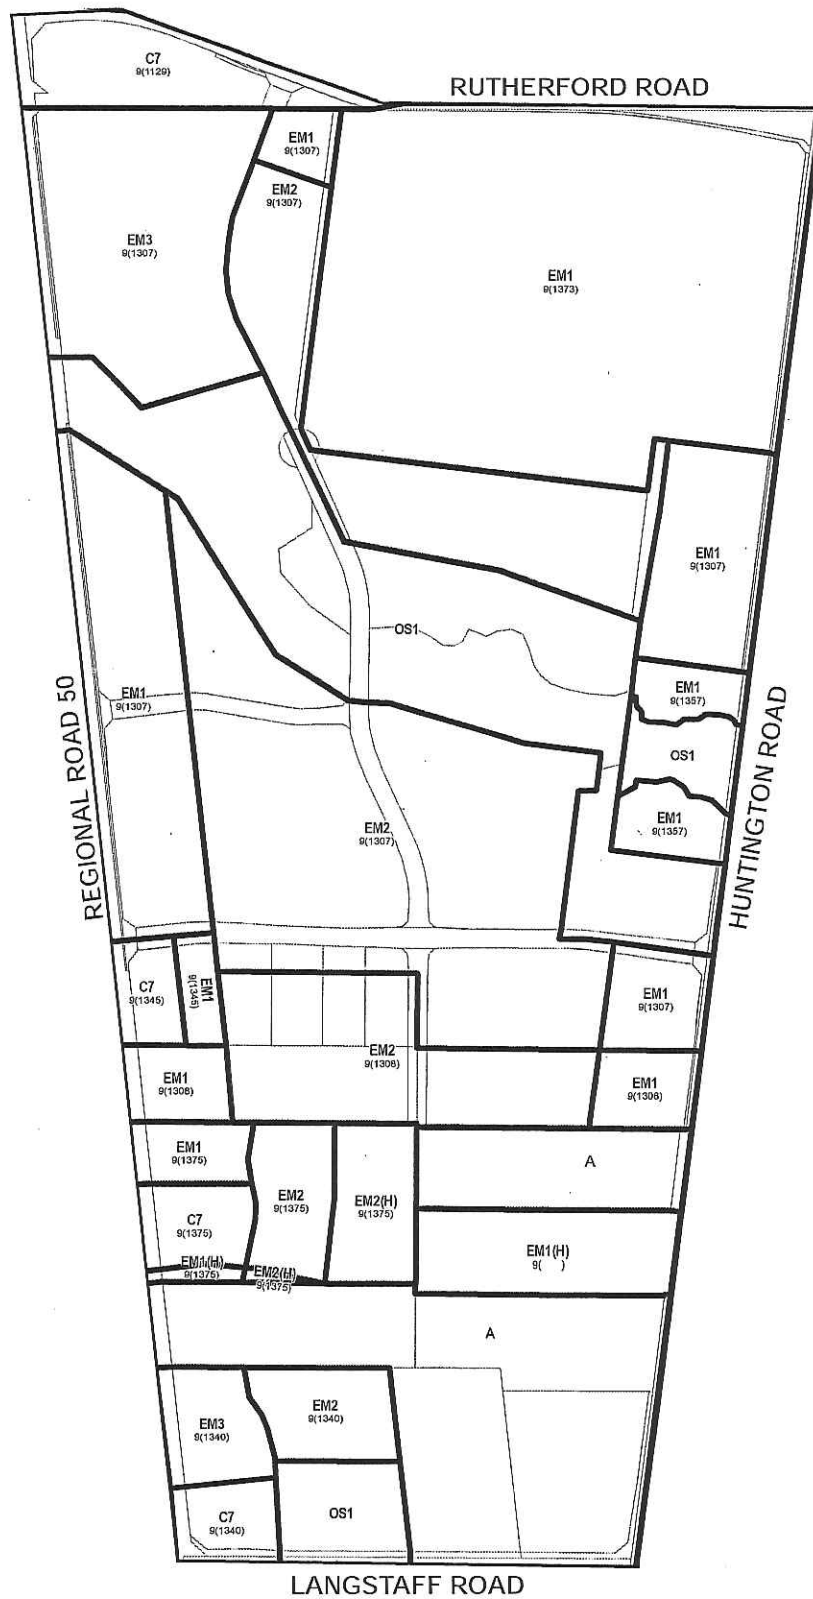 C7
9(1129)
RUTHERFORD ROAD
EM1
9(1307)
EM2
9(1307)
EM3
9(1307)
EM1
9(1373)
EM1
9(1307)
OS1
EM1
9(1357)
EM1
9(1307)
OS1
EM1
9(1357)
REGIONAL ROAD 50
HUNTINGTON ROAD
EM2
9(1307)
C7
9(1345)
EM1
9(1345)
EM1
9(1307)
EM2
9(1308)
EM1
9(1308)
EM1
9(1306)
EM1
9(1375)
A
EM2
9(1375)
EM2(H)
9(1375)
C7
9(1375)
EM1(H)
9( )
EM1(H)
9(1375)
EM2(H)
9(1375)
A
EM2
9(1340)
EM3
9(1340)
OS1
C7
9(1340)
LANGSTAFF ROAD